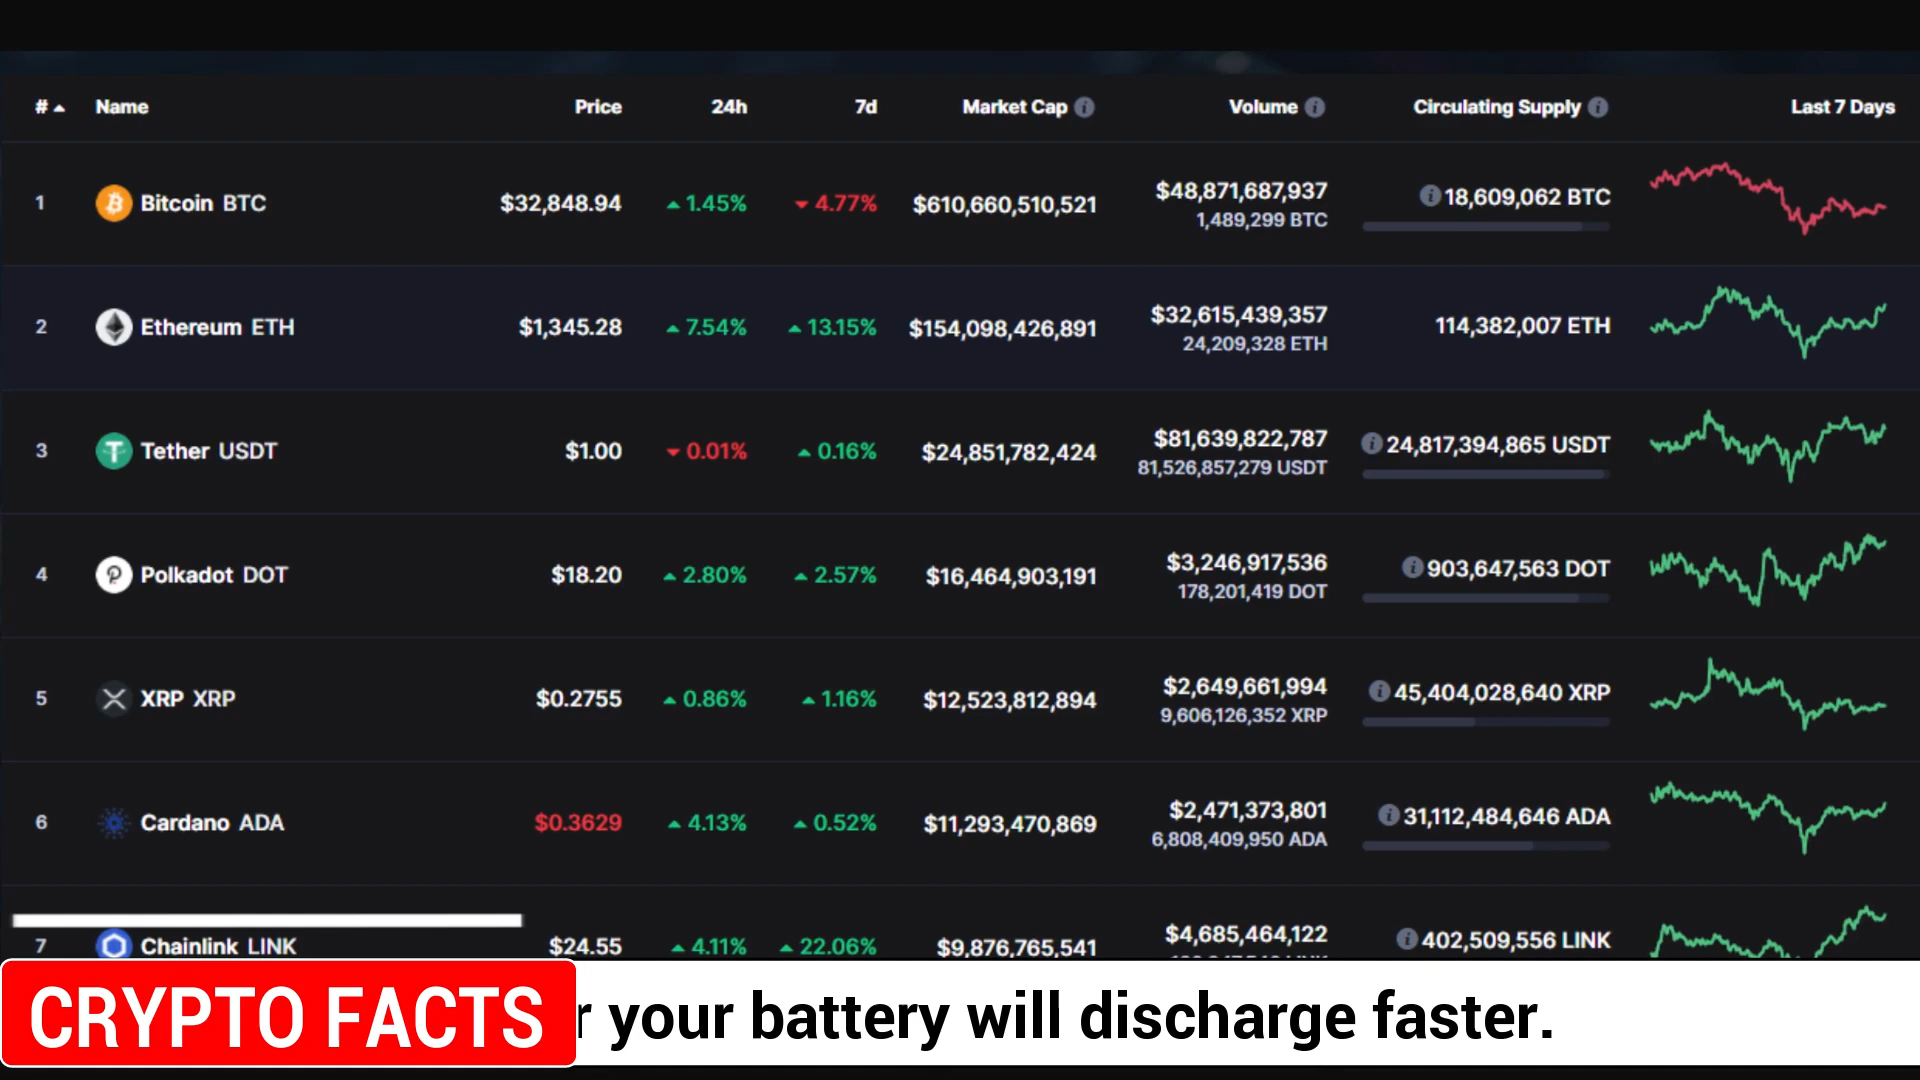 # Name Price 24h 7d Market Cap Volume Circulating Supply Last 7 Days
1 Bitcoin BTC $32,848.94 1.45% 4.77% $610,660,510,521 $48,871,687,937 18,609,062 BTC
1,489,299 BTC
2 Ethereum ETH $1,345.28 7.54% 13.15% $154,098,426,891 $32,615,439,357 114,382,007 ETH
24,209,328 ETH
3 Tether USDT $1.00 0.01% 0.16% $24,851,782,424 $81,639,822,787 24,817,394,865 USDT
81,526,857,279 USDT
4 Polkadot DOT $18.20 2.80% 2.57% $16,464,903,191 $3,246,917,536 903,647,563 DOT
178,201,419 DOT
5 XRP XRP $0.2755 0.86% 1.16% $12,523,812,894 $2,649,661,994 45,404,028,640 XRP
9,606,126,352 XRP
6 Cardano ADA $0.3629 4.13% 0.52% $11,293,470,869 $2,471,373,801 31,112,484,646 ADA
6,808,409,950 ADA
7 Chainlink LINK $24.55 4.11% 22.06% $9,876,765,541 $4,685,464,122 402,509,556 LINK
CRYPTO FACTS r your battery will discharge faster.